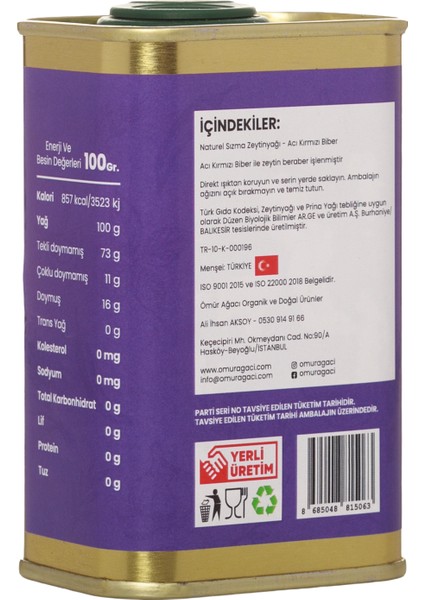 Enerji Ve
Besin Değerleri 100Gr.
Kalori 857 kcal/3523 kj
Yağ 100 g
Tekli doymamış 73 g
Çoklu doymamış 11 g
Doymuş 16 g
Trans Yağ 0 g
Kolesterol 0 mg
Sodyum 0 mg
Total Karbonhidrat 0 g
Lif 0 g
Protein 0 g
Tuz 0 g
İÇİNDEKİLER:
Naturel Sızma Zeytinyağı - Acı Kırmızı Biber
Acı Kırmızı Biber ile zeytin beraber işlenmiştir
Direkt ışıktan koruyun ve serin yerde saklayın. Ambalajın
ağızını açık bırakmayın ve temiz tutun.
Türk Gıda Kodeksi, Zeytinyağı ve Prina Yağı tebliğine uygun
olarak Düzen Biyolojik Bilimler AR.GE ve üretim A.Ş. Burhaniye/
BALIKESİR tesislerinde üretilmiştir.
TR-10-K-000196
Menşei: TÜRKİYE
ISO 9001 2015 ve ISO 22000 2018 Belgelidir.
Ömür Ağacı Organik ve Doğal Ürünler
Ali İhsan AKSOY - 0530 914 91 66
Keçecipiri Mh. Okmeydanı Cad. No:90/A
Hasköy-Beyoğlu/İSTANBUL
www.omuragaci.com omuragaci
info@omuragaci.com omuragaci
PARTİ SERİ NO TAVSİYE EDİLEN TÜKETİM TARİHİDİR.
TAVSİYE EDİLEN TÜKETİM TARİHİ AMBALAJIN ÜZERİNDEDİR.
YERLİ
ÜRETİM
8 685048 815063